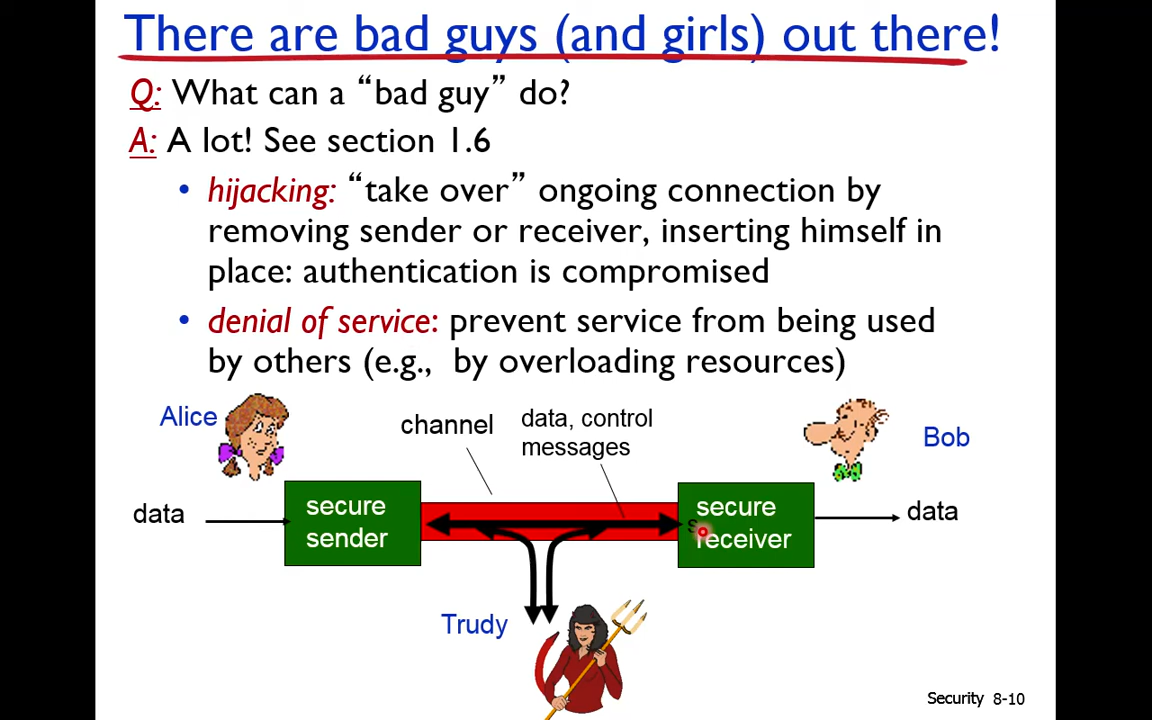 There are bad guys (and girls) out there!
Q: What can a “bad guy” do?
A: A lot! See section 1.6
• hijacking: “take over” ongoing connection by
removing sender or receiver, inserting himself in
place: authentication is compromised
• denial of service: prevent service from being used
by others (e.g., by overloading resources)
Alice
channel
data, control
messages
Bob
data
secure
sender
s
secure
receiver
data
Trudy
Security 8-10